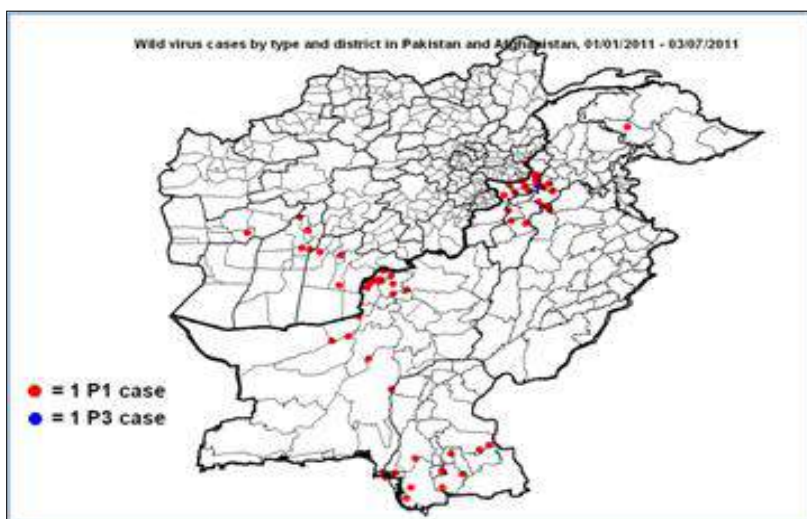 Wild virus cases by type and district in Pakistan and Afghanistan, 01/01/2011 - 03/07/2011
= 1 P1 case
= 1 P3 case